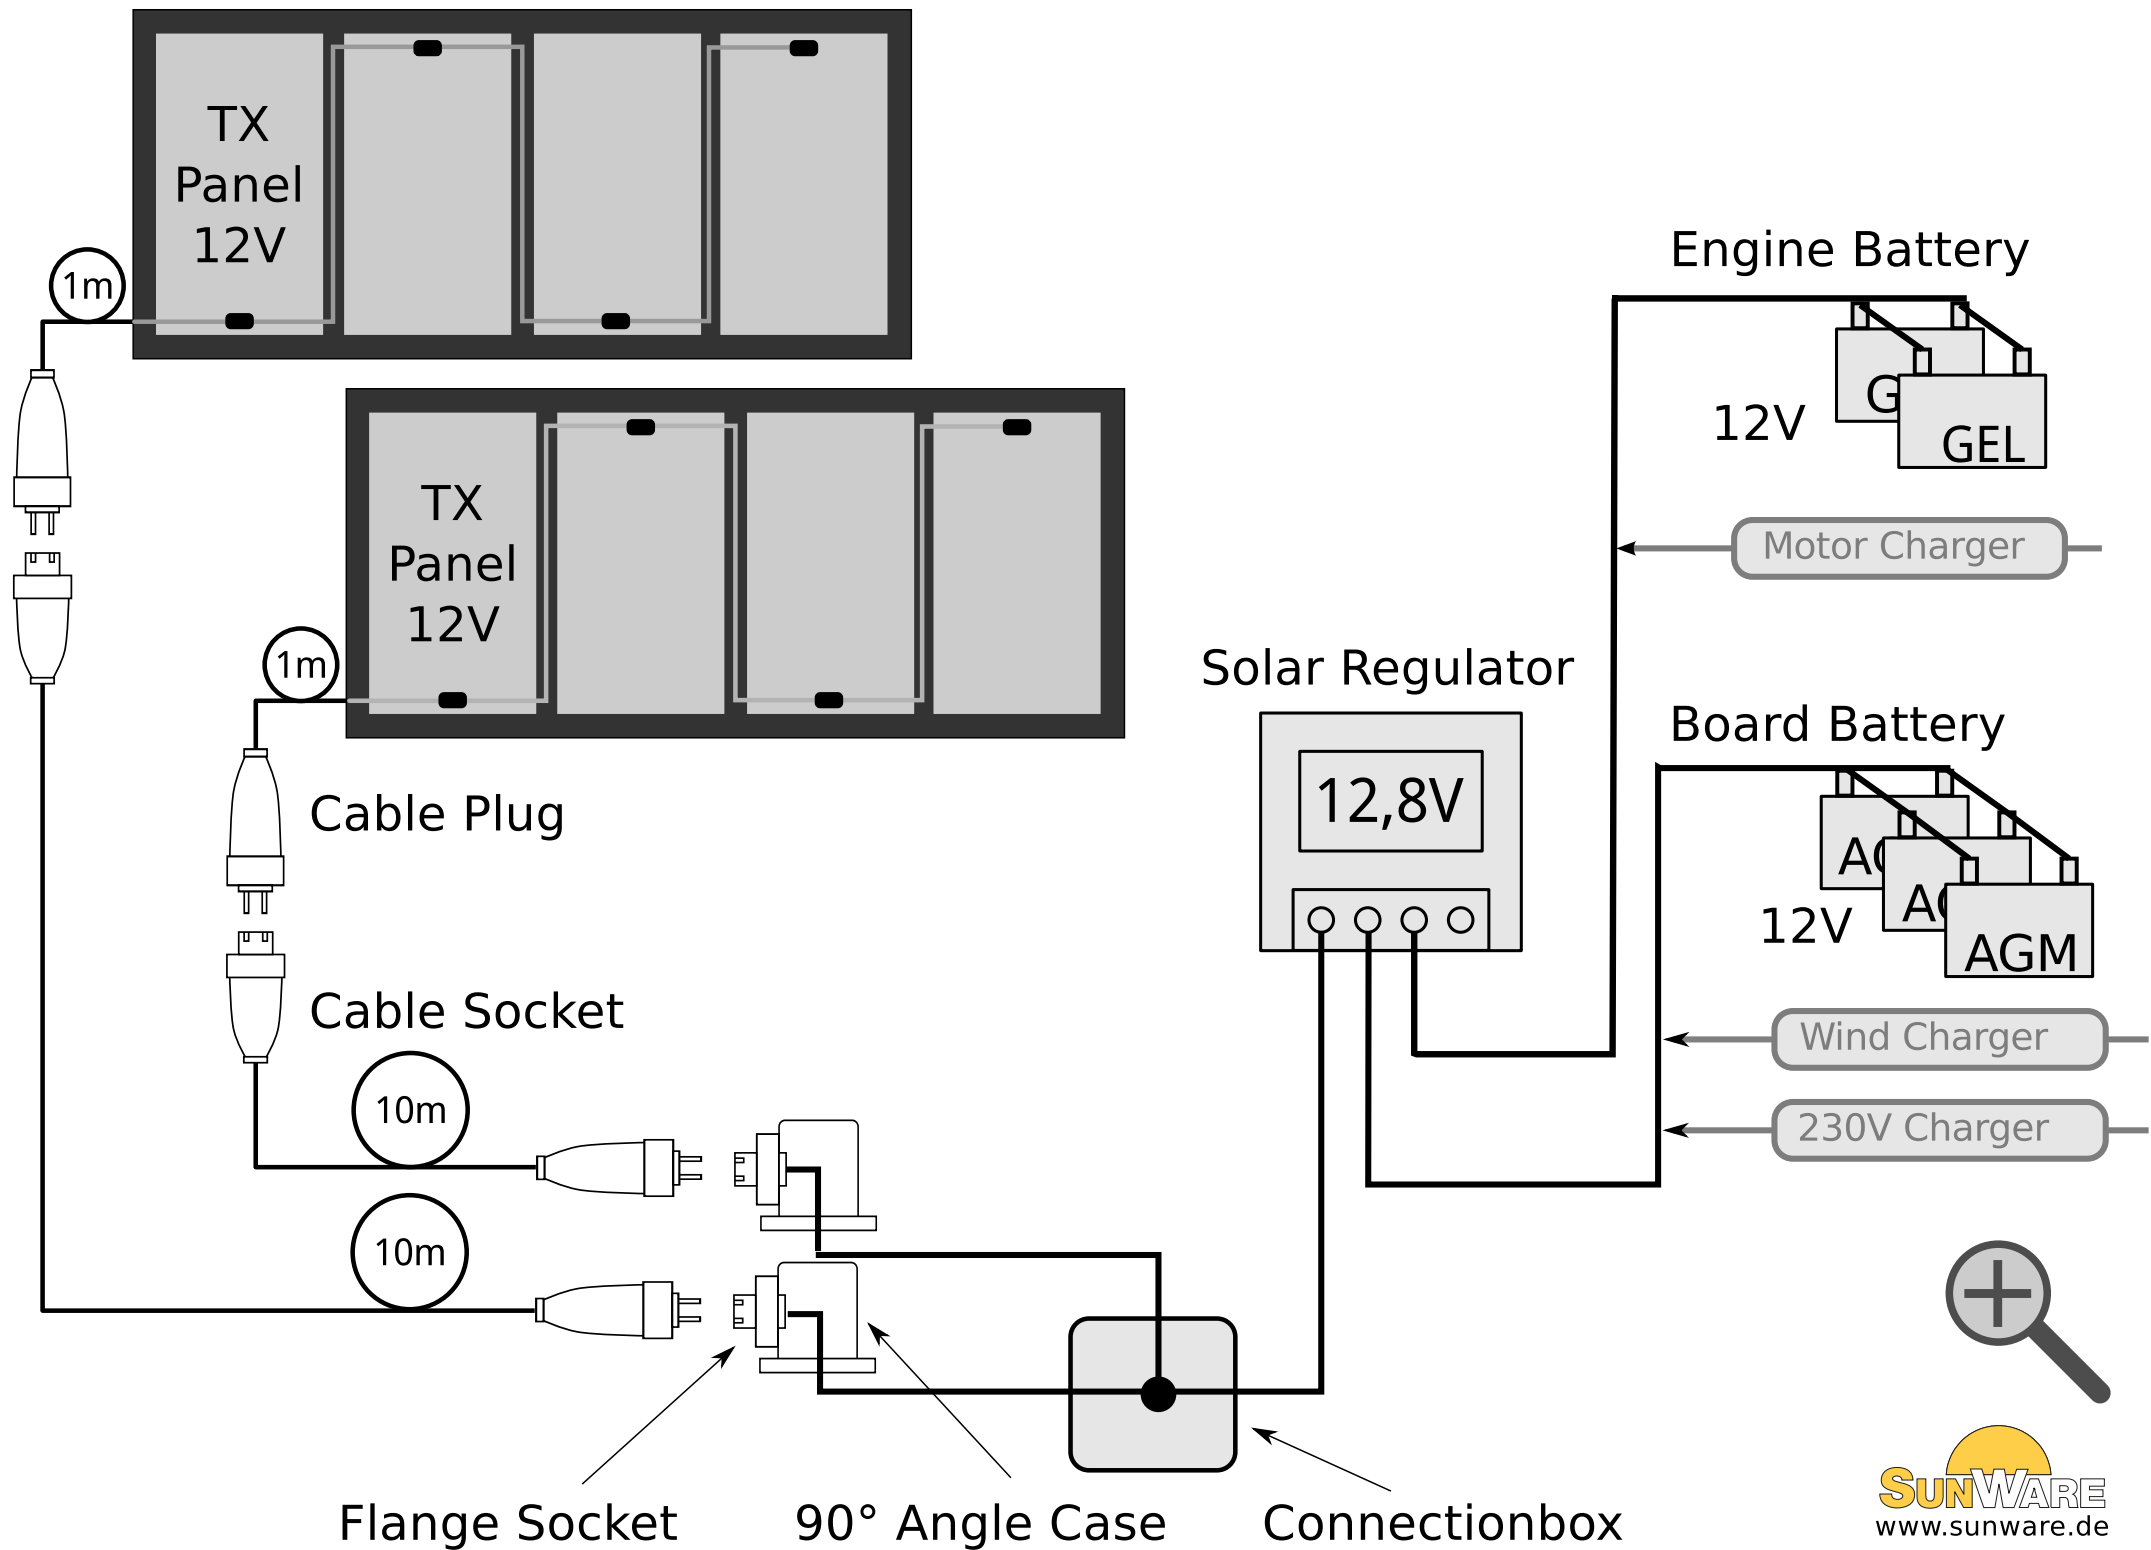 TX
Panel
12V
1m
TX
Panel
12V
1m
Cable Plug
Cable Socket
10m
10m
Flange Socket
90° Angle Case
Connectionbox
Solar Regulator
12,8V
Engine Battery
12V
G
GEL
Motor Charger
Board Battery
12V
AG
AG
AGM
Wind Charger
230V Charger
SUNWARE
www.sunware.de